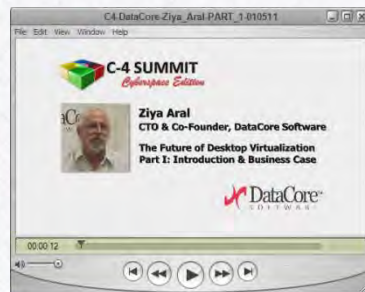 C4-DataCore-Ziya_Aral-PART_1-010511
File Edit View Window Help
C-4 SUMMIT
Cyberspace Edition
Ziya Aral
CTO & Co-Founder, DataCore Software
The Future of Desktop Virtualization
Part I: Introduction & Business Case
DataCore
SOFTWARE
00:00:12